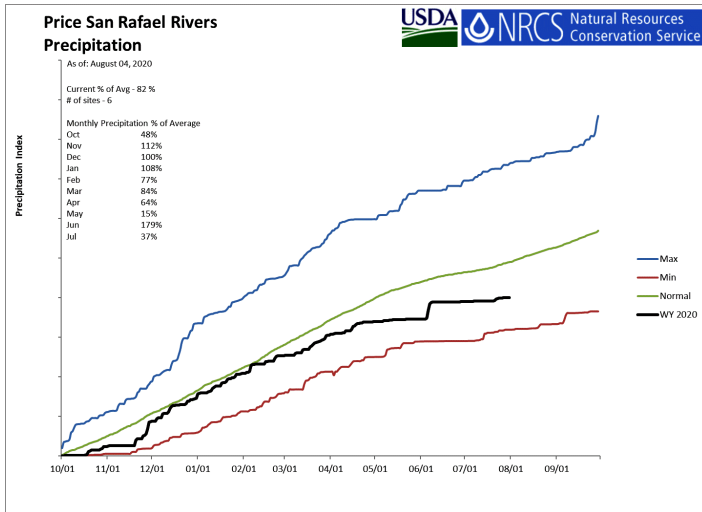 Price San Rafael Rivers
Precipitation
USDA
NRCS
Natural Resources
Conservation Service
As of: August 04, 2020
Current % of Avg - 82 %
# of sites - 6
Monthly Precipitation % of Average
Oct 48%
Nov 112%
Dec 100%
Jan 108%
Feb 77%
Mar 84%
Apr 64%
May 15%
Jun 179%
Jul 37%
Precipitation Index
Max
Min
Normal
WY 2020
10/01 11/01 12/01 01/01 02/01 03/01 04/01 05/01 06/01 07/01 08/01 09/01